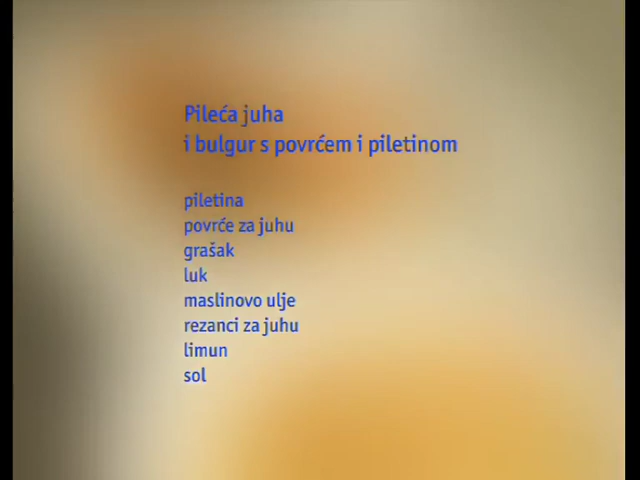 Pileća juha
i bulgur s povrćem i piletinom
piletina
povrće za juhu
grašak
luk
maslinovo ulje
rezanci za juhu
limun
sol